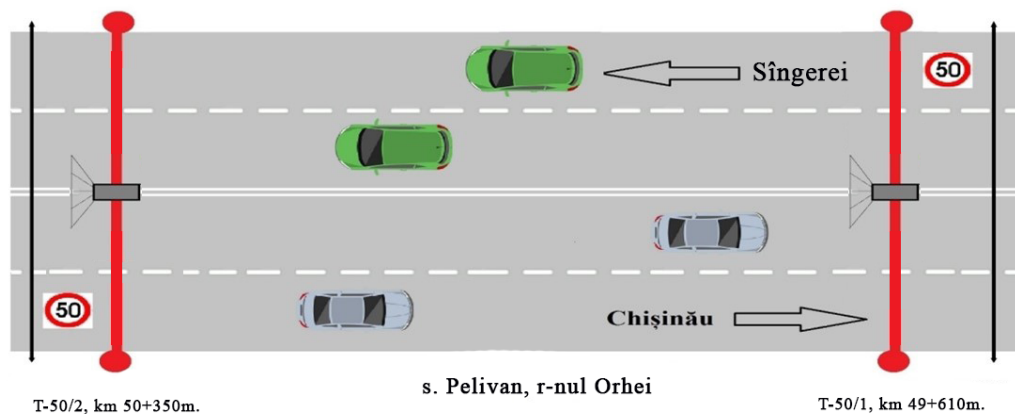 50
Sîngerei
50
Chișinău
s. Pelivan, r-nul Orhei
T-50/2, km 50+350m.
T-50/1, km 49+610m.